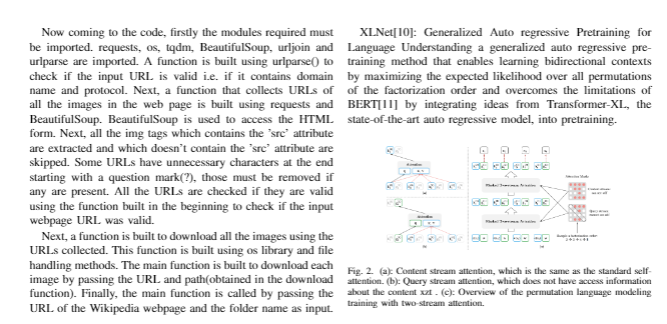 Now coming to the code, firstly the modules required must
be imported. requests, os, tqdm, BeautifulSoup, urljoin and
urlparse are imported. A function is built using urlparse() to
check if the input URL is valid i.e. if it contains domain
name and protocol. Next, a function that collects URLs of
all the images in the web page is built using requests and
BeautifulSoup. BeautifulSoup is used to access the HTML
form. Next, all the img tags which contains the 'src' attribute
are extracted and which doesn't contain the 'src' attribute are
skipped. Some URLs have unnecessary characters at the end
starting with a question mark(?), those must be removed if
any are present. All the URLs are checked if they are valid
using the function built in the beginning to check if the input
webpage URL was valid.
Next, a function is built to download all the images using the
URLs collected. This function is built using os library and file
handling methods. The main function is built to download each
image by passing the URL and path(obtained in the download
function). Finally, the main function is called by passing the
URL of the Wikipedia webpage and the folder name as input.
XLNet[10]: Generalized Auto regressive Pretraining for
Language Understanding a generalized auto regressive pre-
training method that enables learning bidirectional contexts
by maximizing the expected likelihood over all permutations
of the factorization order and overcomes the limitations of
BERT[11] by integrating ideas from Transformer-XL, the
state-of-the-art auto regressive model, into pretraining.
Masked Two-stream Attention
Masked Two-stream Attention
Fig. 2. (a): Content stream attention, which is the same as the standard self-
attention. (b): Query stream attention, which does not have access information
about the content xzt . (c): Overview of the permutation language modeling
training with two-stream attention.